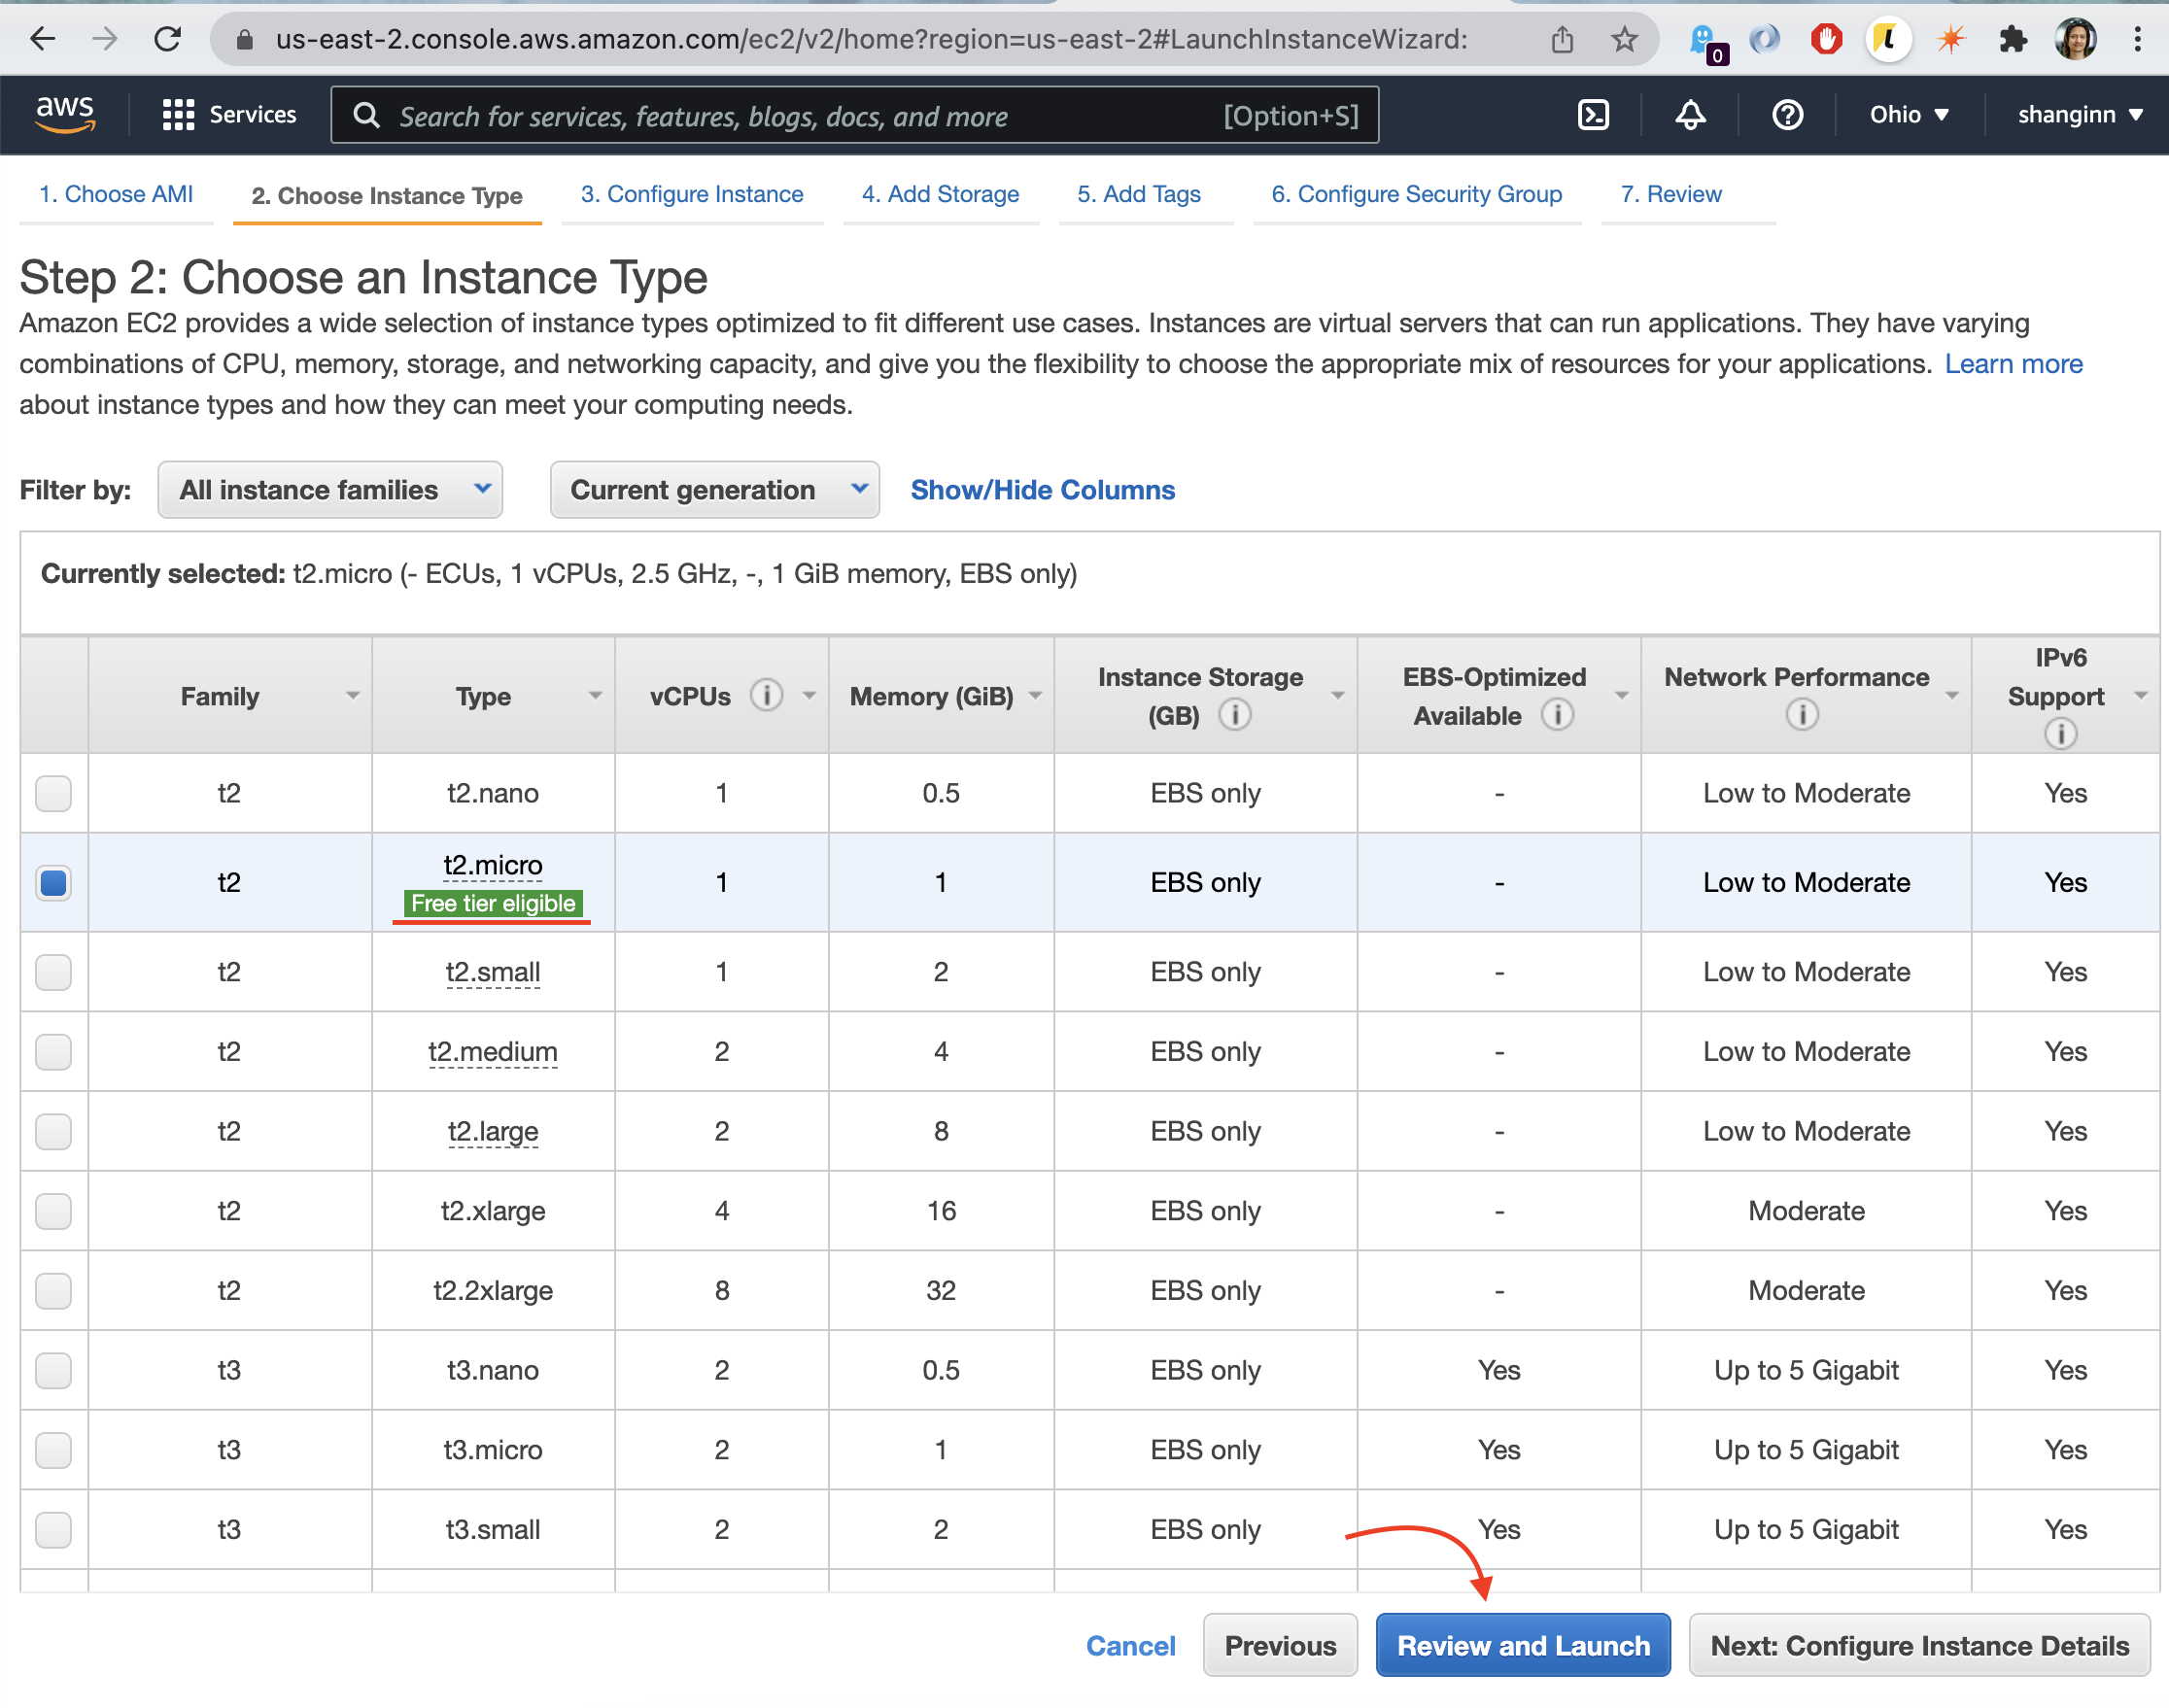 us-east-2.console.aws.amazon.com/ec2/v2/home?region=us-east-2#LaunchInstanceWizard:
0
aws
Services
Search for services, features, blogs, docs, and more
[Option+S]
Ohio
shanginn
1. Choose AMI
2. Choose Instance Type
3. Configure Instance
4. Add Storage
5. Add Tags
6. Configure Security Group
7. Review
Step 2: Choose an Instance Type
Amazon EC2 provides a wide selection of instance types optimized to fit different use cases. Instances are virtual servers that can run applications. They have varying
combinations of CPU, memory, storage, and networking capacity, and give you the flexibility to choose the appropriate mix of resources for your applications. Learn more
about instance types and how they can meet your computing needs.
Filter by: All instance families Current generation Show/Hide Columns
Currently selected: t2.micro (- ECUs, 1 vCPUs, 2.5 GHz, -, 1 GiB memory, EBS only)
Family Type vCPUs Memory (GiB) Instance Storage (GB) EBS-Optimized Available Network Performance IPv6 Support
t2 t2.nano 1 0.5 EBS only - Low to Moderate Yes
t2 t2.micro 1 1 EBS only - Low to Moderate Yes
Free tier eligible
t2 t2.small 1 2 EBS only - Low to Moderate Yes
t2 t2.medium 2 4 EBS only - Low to Moderate Yes
t2 t2.large 2 8 EBS only - Low to Moderate Yes
t2 t2.xlarge 4 16 EBS only - Moderate Yes
t2 t2.2xlarge 8 32 EBS only - Moderate Yes
t3 t3.nano 2 0.5 EBS only Yes Up to 5 Gigabit Yes
t3 t3.micro 2 1 EBS only Yes Up to 5 Gigabit Yes
t3 t3.small 2 2 EBS only Yes Up to 5 Gigabit Yes
Cancel Previous Review and Launch Next: Configure Instance Details